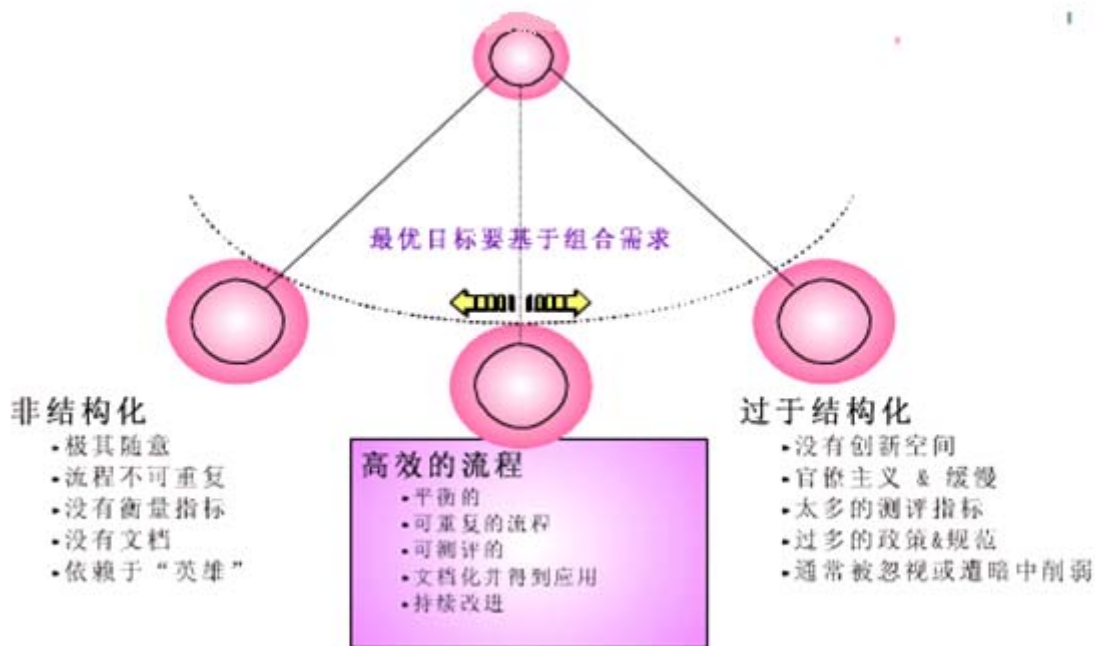 最优目标要基于组合需求
非结构化
•极其随意
•流程不可重复
•没有衡量指标
•没有文档
•依赖于“英雄”
高效的流程
•平衡的
•可重复的流程
•可测评的
•文档化并得到应用
•持续改进
过于结构化
•没有创新空间
•官僚主义 & 缓慢
•太多的测评指标
•过多的政策&规范
•通常被忽视或遭暗中削弱